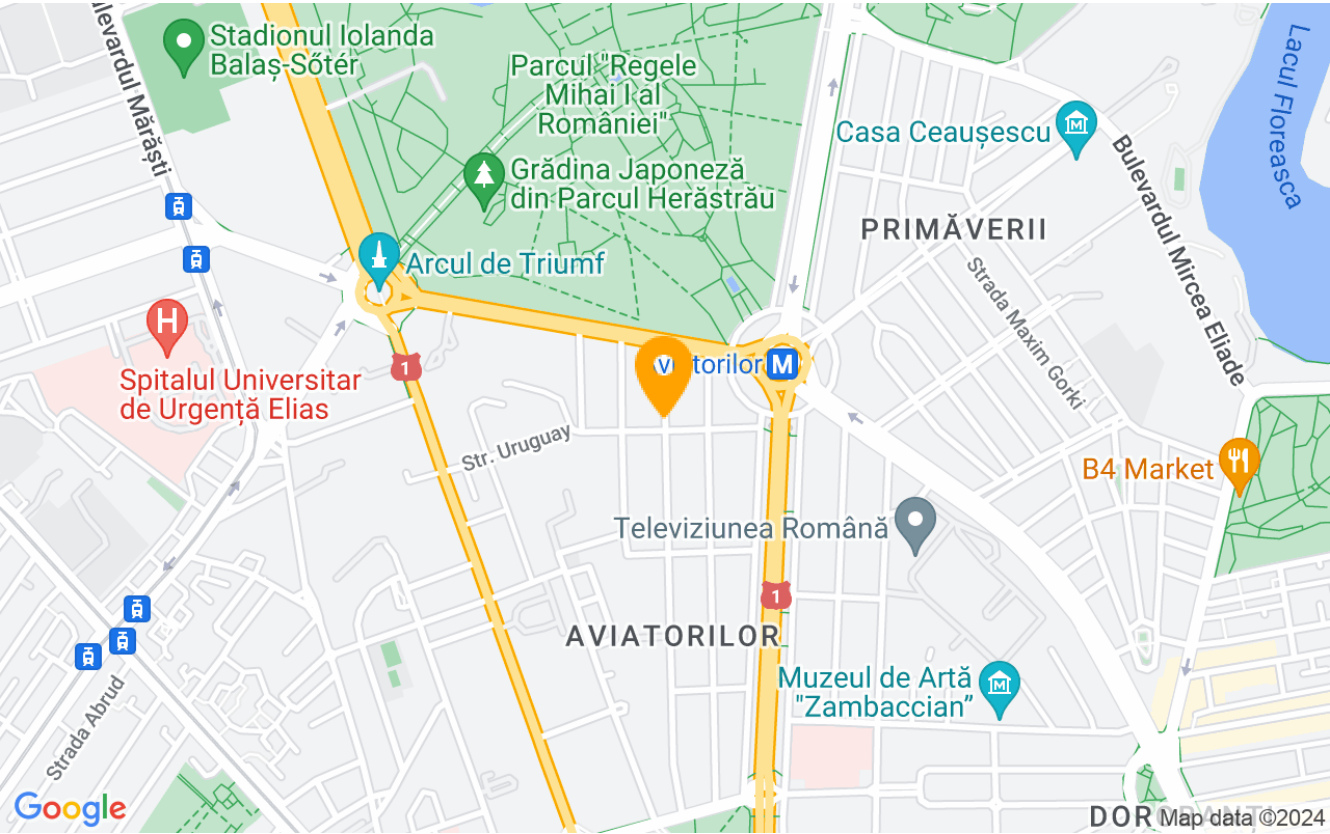 Bulevardul Mărăști
Stadionul Iolanda
Balaș-Sőtér
Parcul "Regele
Mihai I al
României"
Lacul Floreasca
Casa Ceaușescu
M
Bulevardul Mircea Eliade
Grădina Japoneză
din Parcul Herăstrău
PRIMĂVERII
Arcul de Triumf
Strada Maxim Gorki
H
1
M
Spitalul Universitar
de Urgență Elias
Str. Uruguay
B4 Market
Televiziunea Română
1
AVIATORILOR
Muzeul de Artă
"Zambaccian”
M
Strada Abrud
Google
Map data ©2024